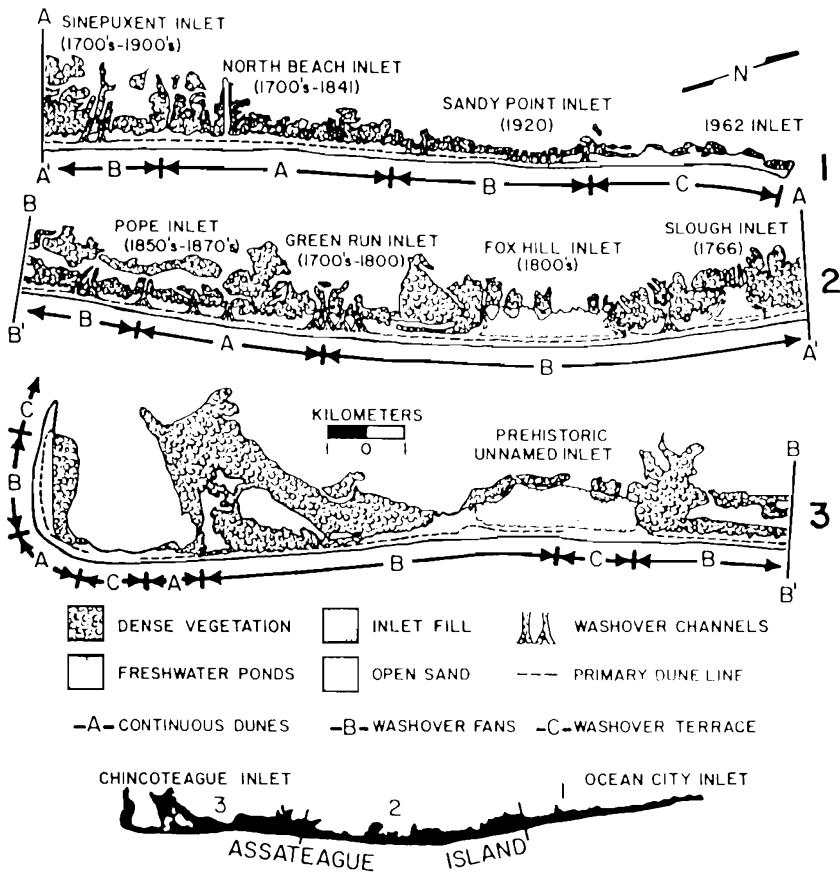 A
SINEPUXENT INLET
(1700's-1900's)
NORTH BEACH INLET
(1700's-1841)
N
SANDY POINT INLET
(1920)
1962 INLET
A'
B
A
B
C
A
1
B
POPE INLET
(1850's-1870's)
GREEN RUN INLET
(1700's-1800)
FOX HILL INLET
(1800's)
SLOUGH INLET
(1766)
2
B'
B
A
B
A'
C
KILOMETERS
1 0 1
PREHISTORIC
UNNAMED INLET
B
B
3
A
C
A
B
C
B
B'
DENSE VEGETATION
INLET FILL
WASHOVER CHANNELS
FRESHWATER PONDS
OPEN SAND
PRIMARY DUNE LINE
-A- CONTINUOUS DUNES
-B- WASHOVER FANS
-C- WASHOVER TERRACE
CHINCOTEAGUE INLET
OCEAN CITY INLET
3
2
1
ASSATEAGUE ISLAND